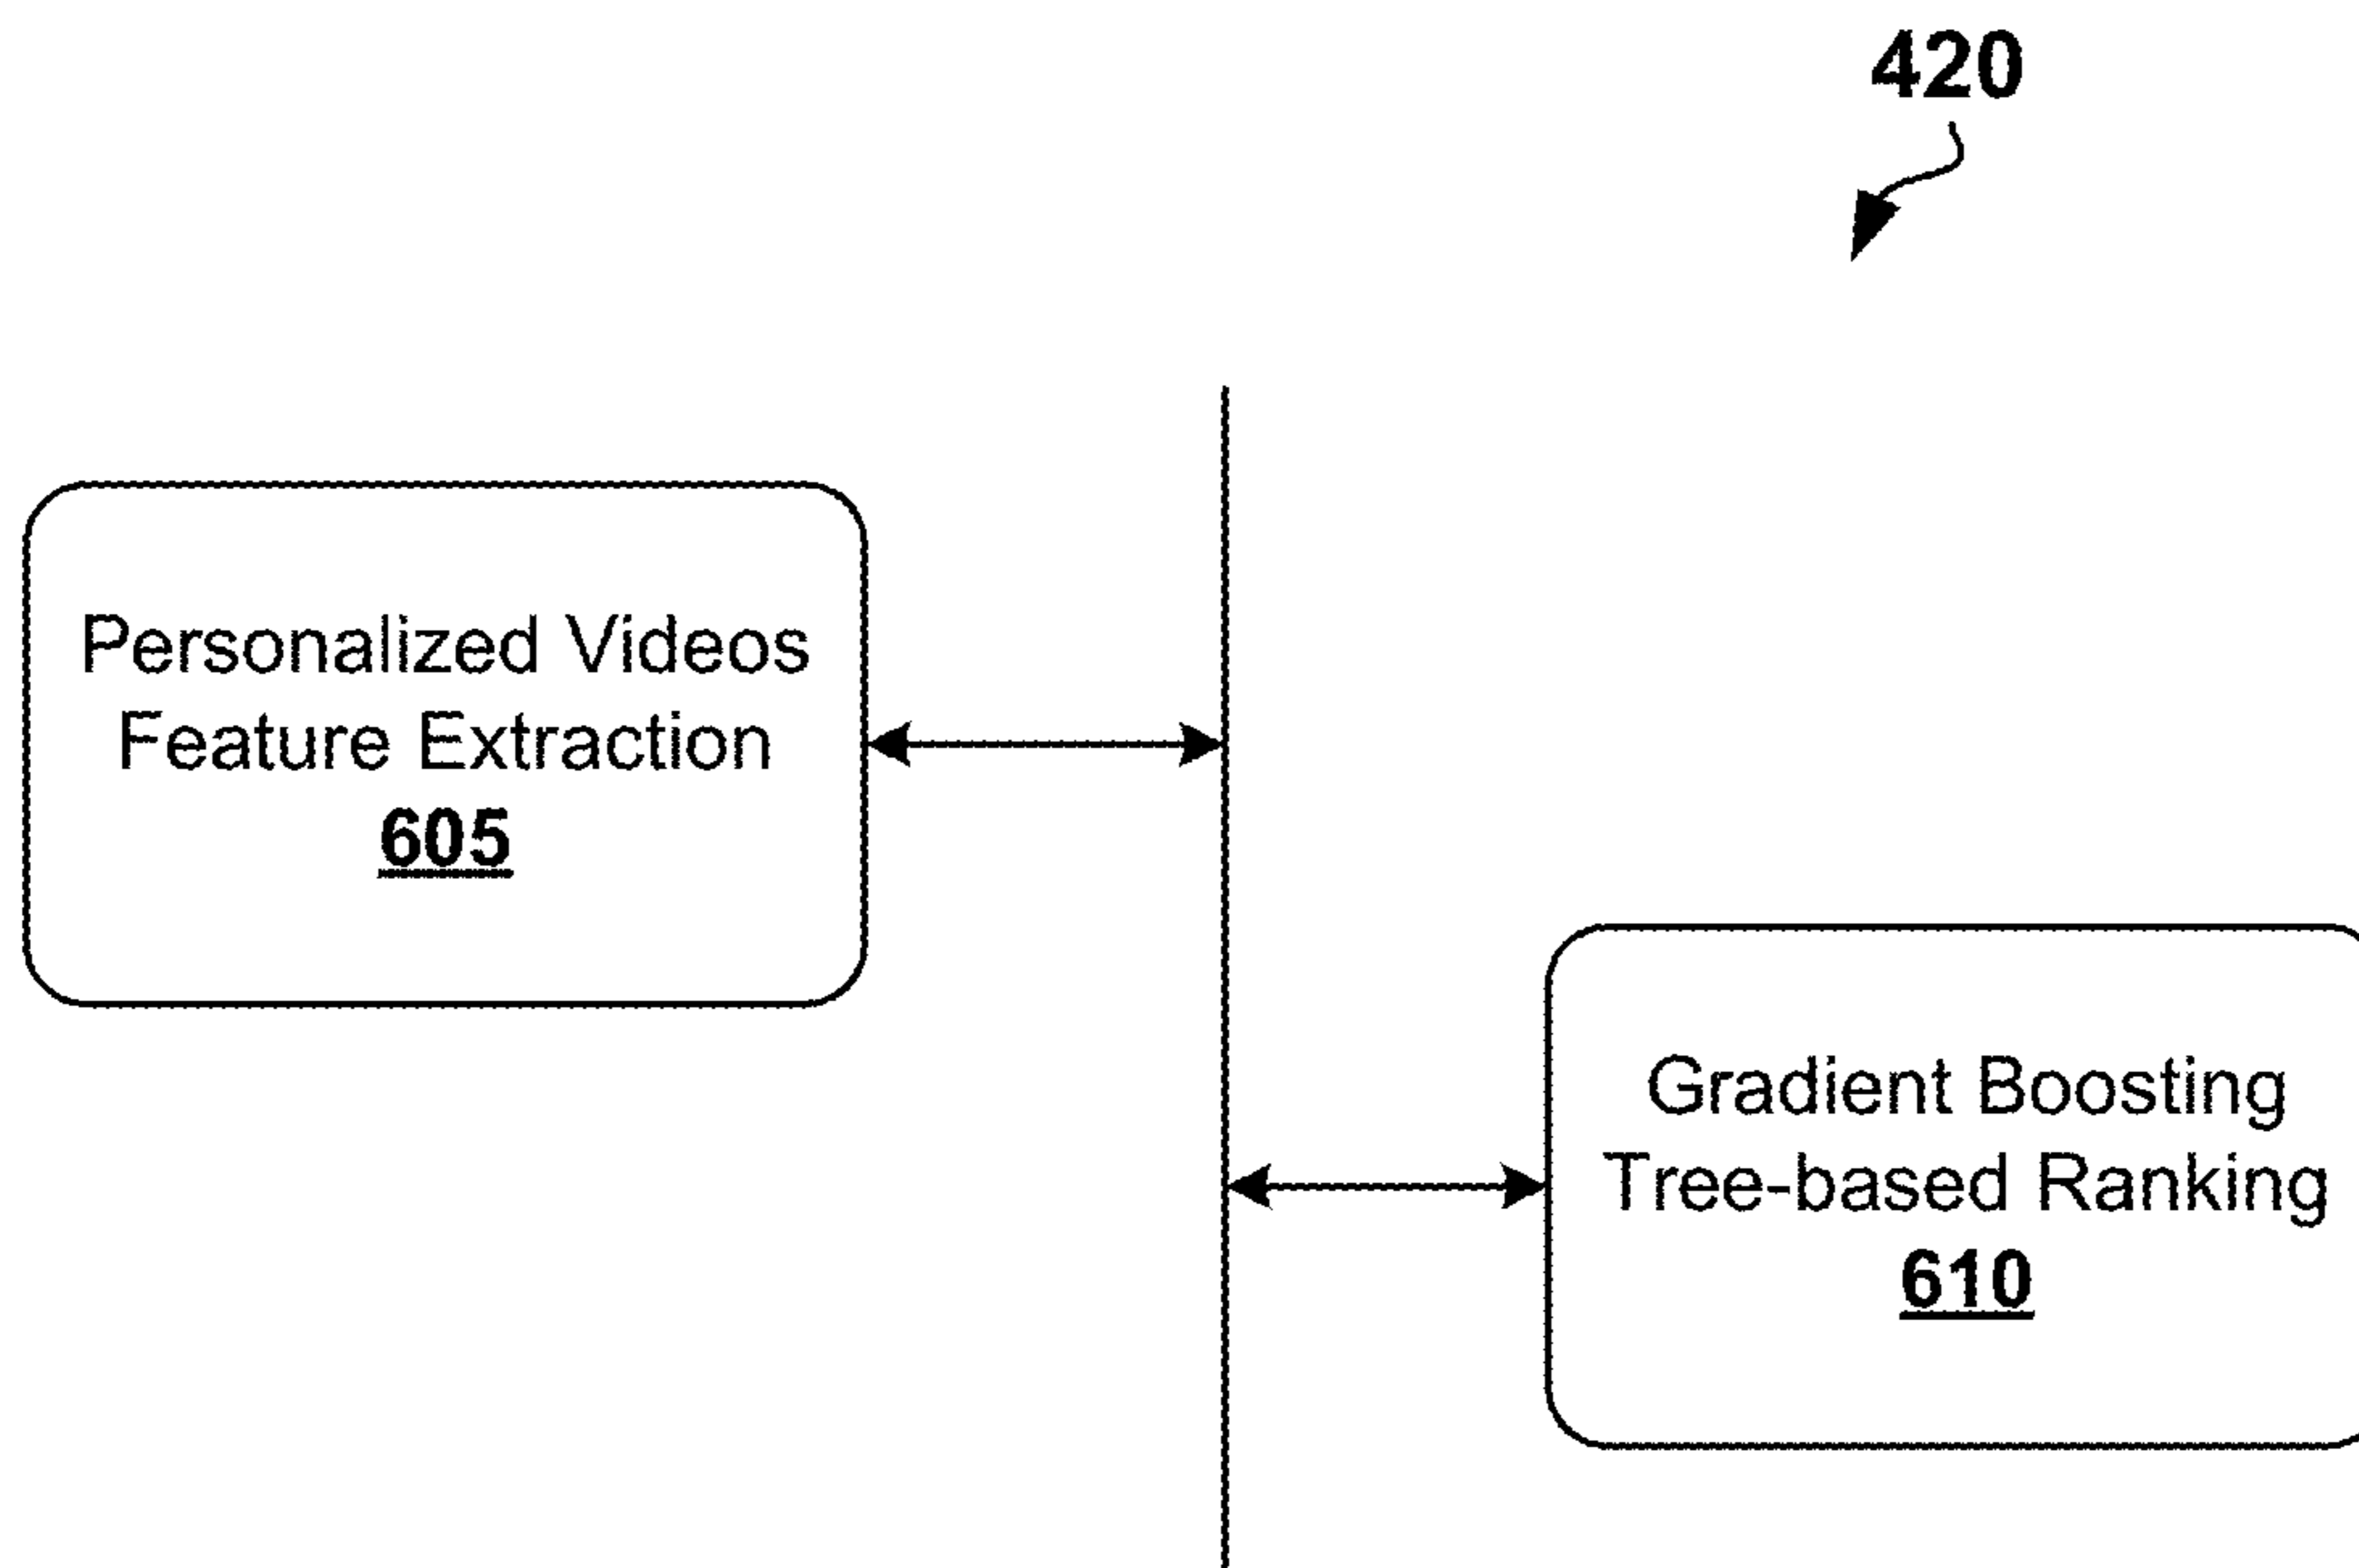 420
Personalized Videos
Feature Extraction
605
Gradient Boosting
Tree-based Ranking
610